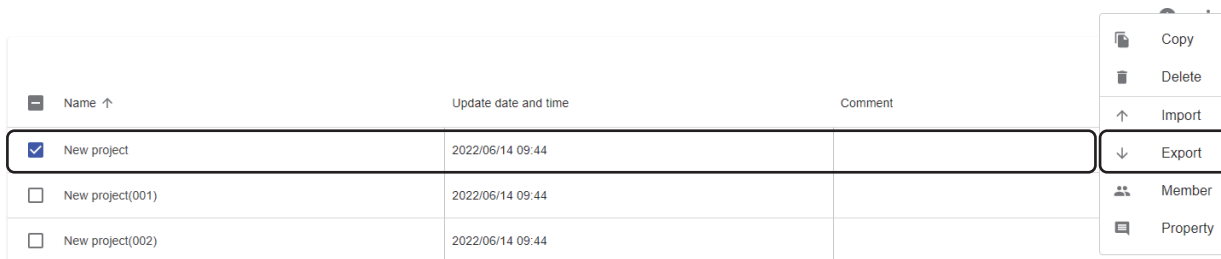 Copy
Delete
Name Update date and time Comment
Import
New project 2022/06/14 09:44
Export
New project(001) 2022/06/14 09:44
Member
Property
New project(002) 2022/06/14 09:44